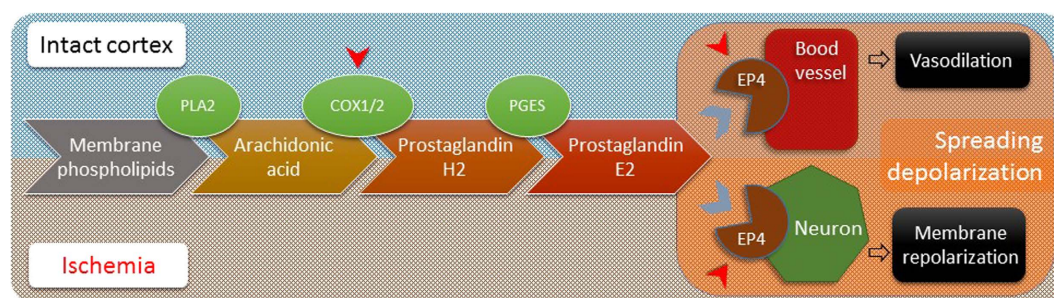 Intact cortex
PLA2
COX1/2
PGES
Membrane
phospholipids
Arachidonic
acid
Prostaglandin
H2
Prostaglandin
E2
Ischemia
EP4
Bood
vessel
Vasodilation
Spreading
depolarization
EP4
Neuron
Membrane
repolarization